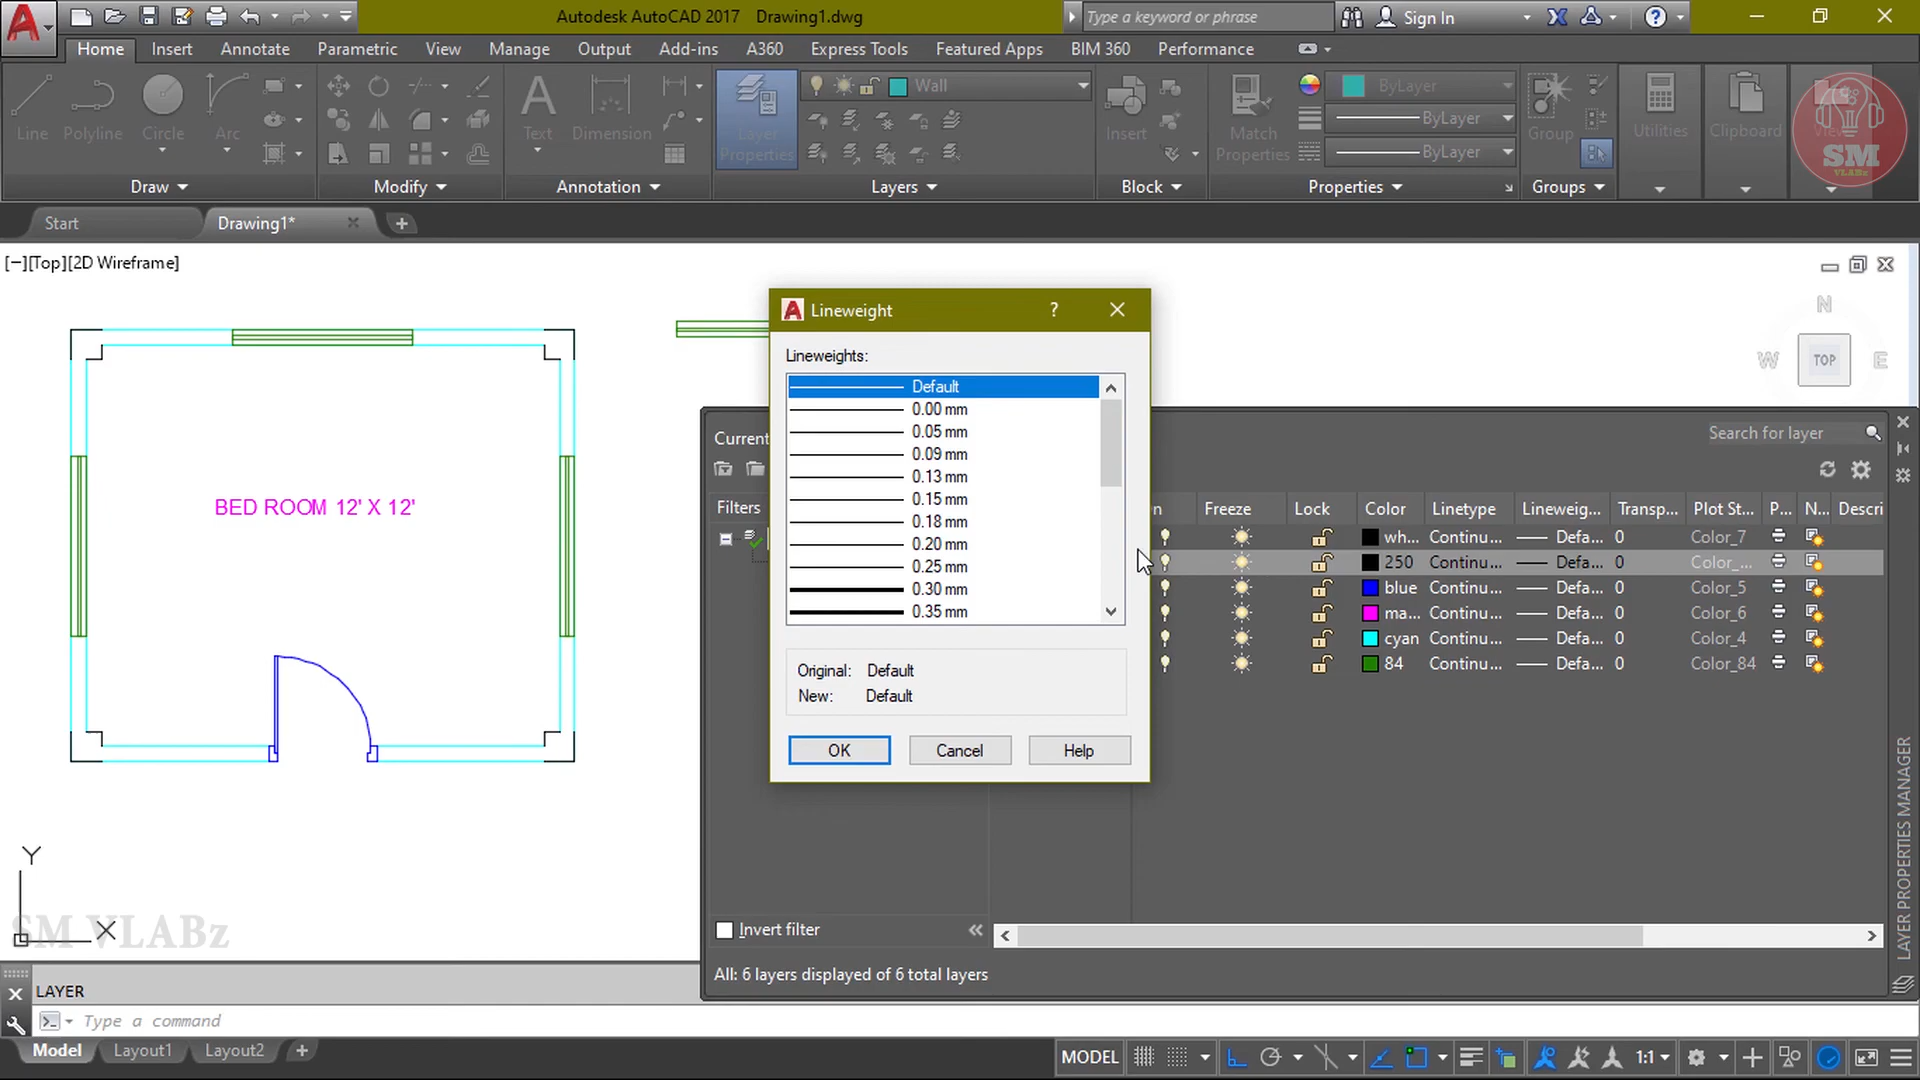 Autodesk AutoCAD 2017 Drawing1.dwg
Type a keyword or phrase
Sign In
Home Insert Annotate Parametric View Manage Output Add-ins A360 Express Tools Featured Apps BIM 360 Performance
Wall
ByLayer
ByLayer
ByLayer
Line Polyline Circle Arc
Text Dimension
Layer Properties
Insert
Match Properties
Group
Utilities
Clipboard
View
SM
VLABz
Draw Modify Annotation Layers Block Properties Groups
Start Drawing1*
[−][Top][2D Wireframe]
N
W TOP E
BED ROOM 12' X 12'
Lineweight
Lineweights:
Default
0.00 mm
0.05 mm
0.09 mm
0.13 mm
0.15 mm
0.18 mm
0.20 mm
0.25 mm
0.30 mm
0.35 mm
Original: Default
New: Default
OK Cancel Help
Current
Search for layer
Filters
n Freeze Lock Color Linetype Lineweig... Transp... Plot St... P... N... Descri
wh... Continu... Defa... 0 Color_7
250 Continu... Defa... 0 Color_...
blue Continu... Defa... 0 Color_5
ma... Continu... Defa... 0 Color_6
cyan Continu... Defa... 0 Color_4
84 Continu... Defa... 0 Color_84
Invert filter
All: 6 layers displayed of 6 total layers
LAYER PROPERTIES MANAGER
Y
X
SM VLABz
LAYER
Type a command
Model Layout1 Layout2
MODEL
1:1